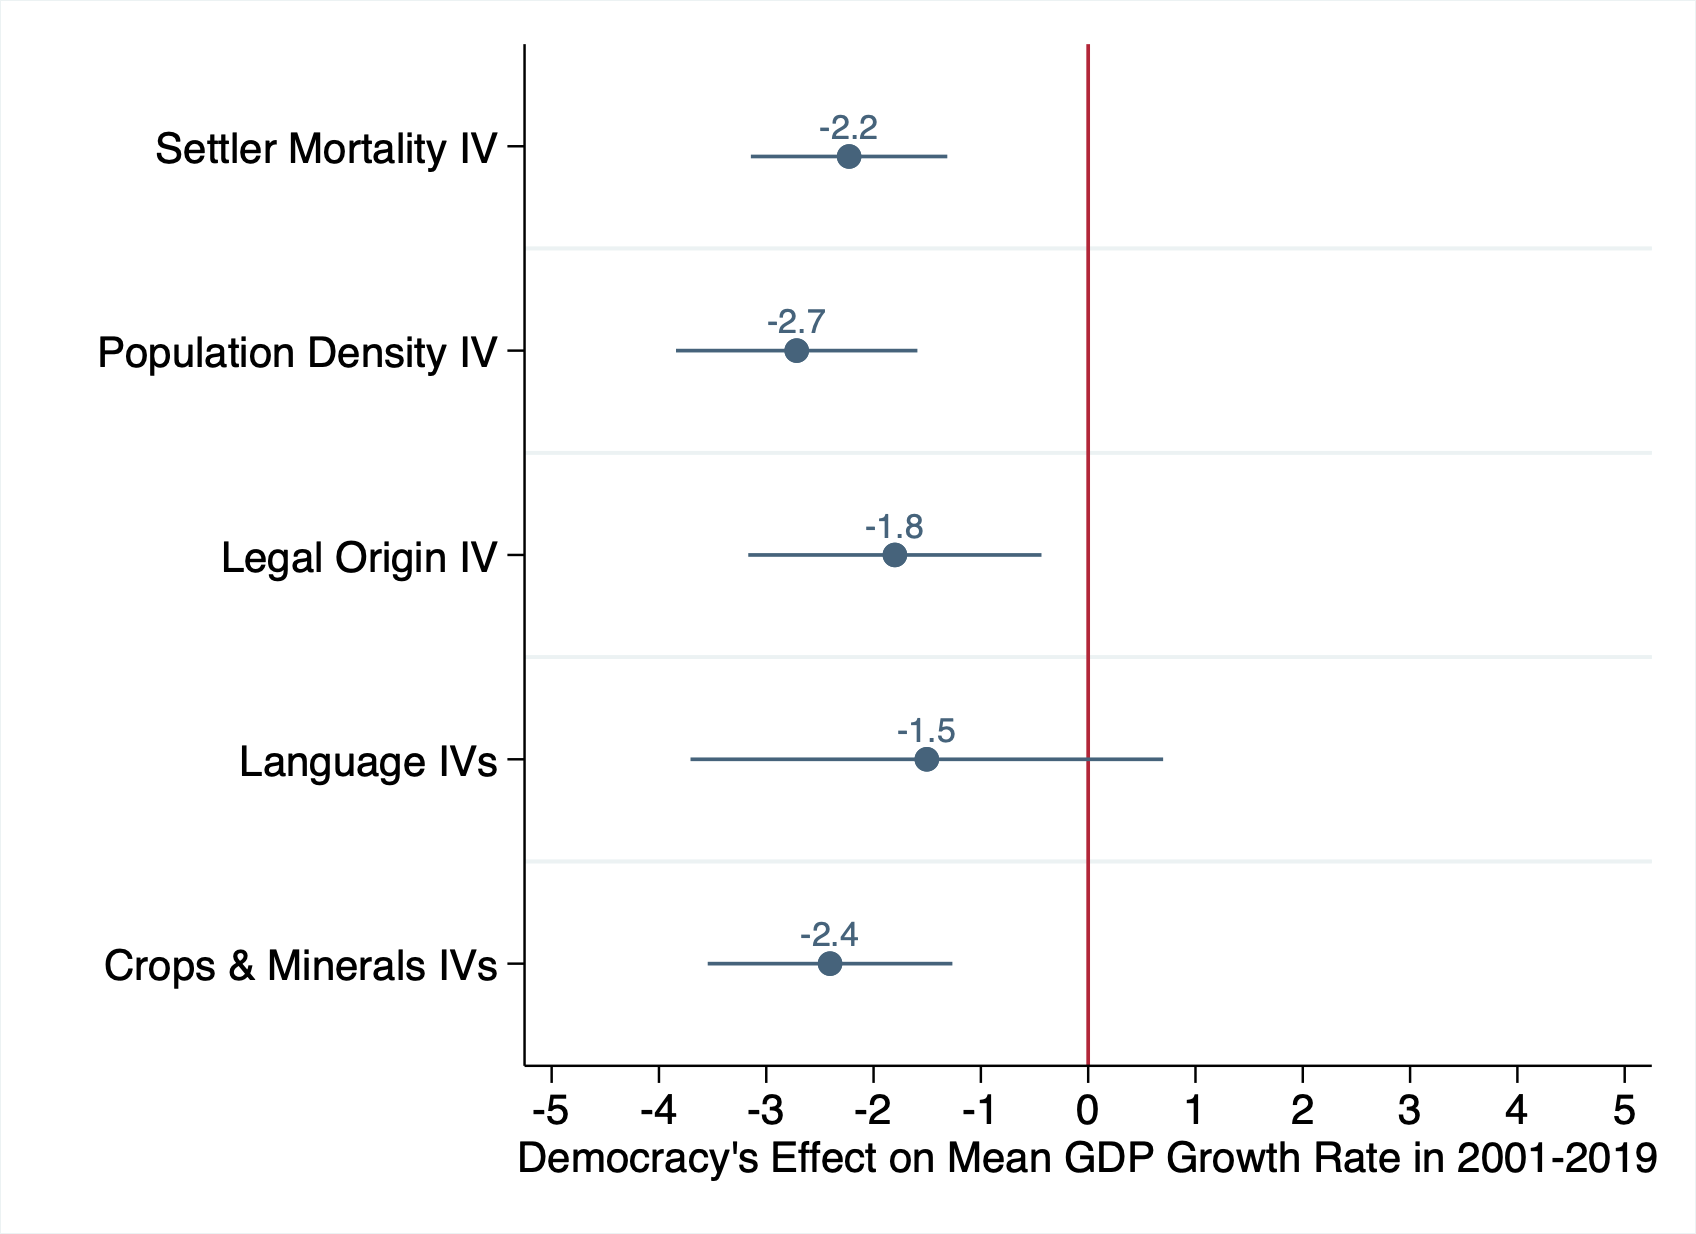 Settler Mortality IV
-2.2
Population Density IV
-2.7
Legal Origin IV
-1.8
Language IVs
-1.5
Crops & Minerals IVs
-2.4
-5 -4 -3 -2 -1 0 1 2 3 4 5
Democracy's Effect on Mean GDP Growth Rate in 2001-2019